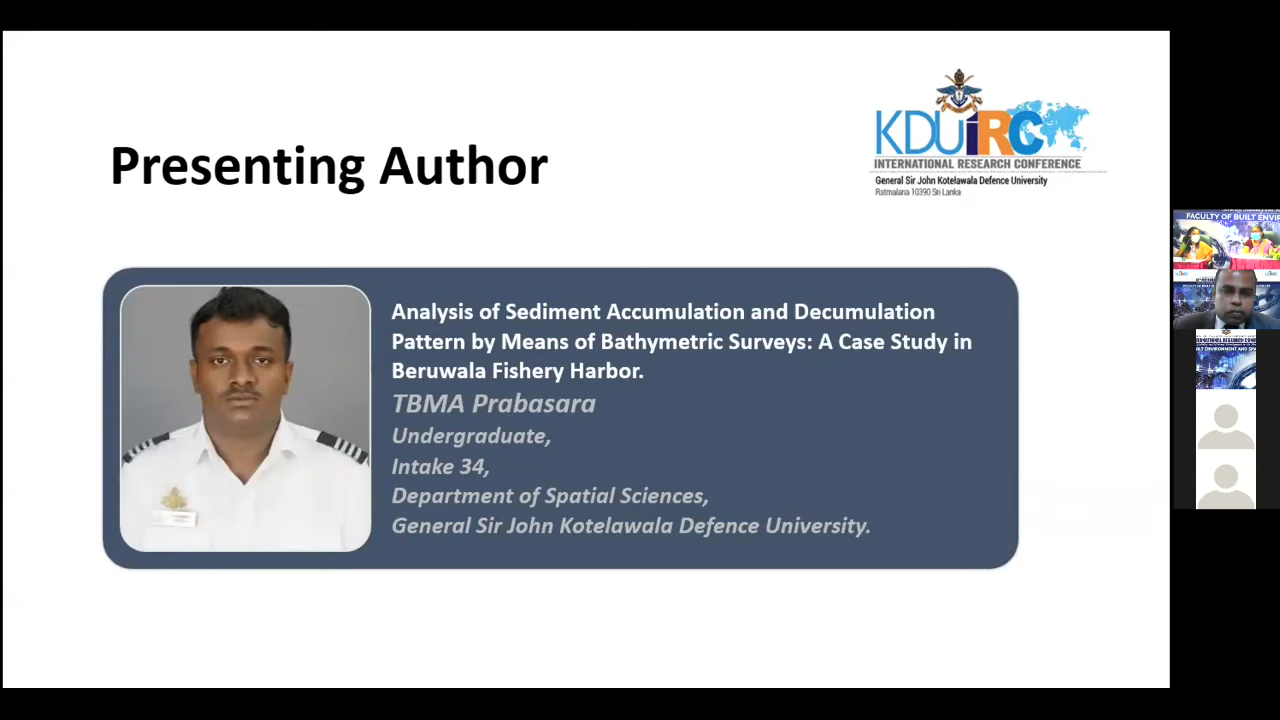 Presenting Author
KDU iRC
INTERNATIONAL RESEARCH CONFERENCE
General Sir John Kotelawala Defence University
Ratmalana 10390 Sri Lanka
Analysis of Sediment Accumulation and Decumulation
Pattern by Means of Bathymetric Surveys: A Case Study in
Beruwala Fishery Harbor.
TBMA Prabasara
Undergraduate,
Intake 34,
Department of Spatial Sciences,
General Sir John Kotelawala Defence University.
FACULTY OF BUILT ENVIR